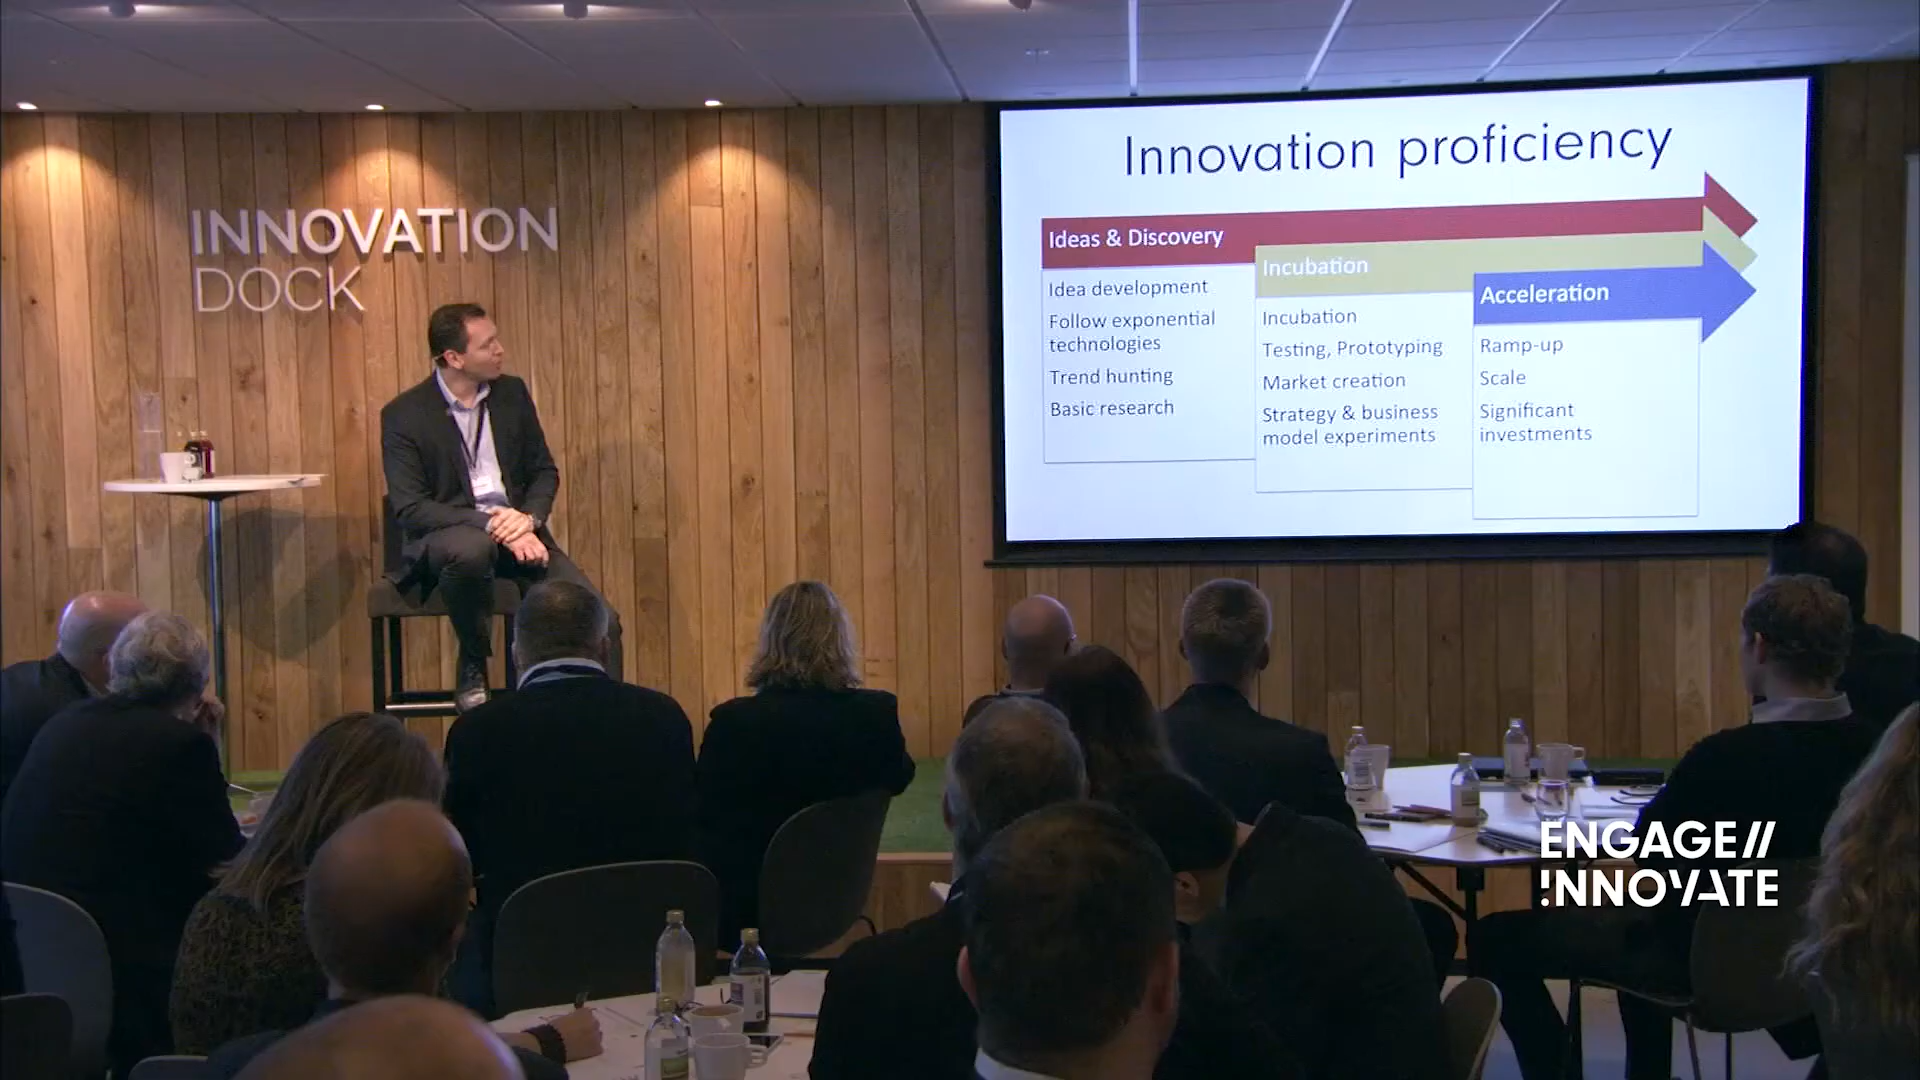 INNOVATION
DOCK
Innovation proficiency
Ideas & Discovery
Idea development
Follow exponential
technologies
Trend hunting
Basic research
Incubation
Incubation
Testing, Prototyping
Market creation
Strategy & business
model experiments
Acceleration
Ramp-up
Scale
Significant
investments
ENGAGE//
INNOVATE